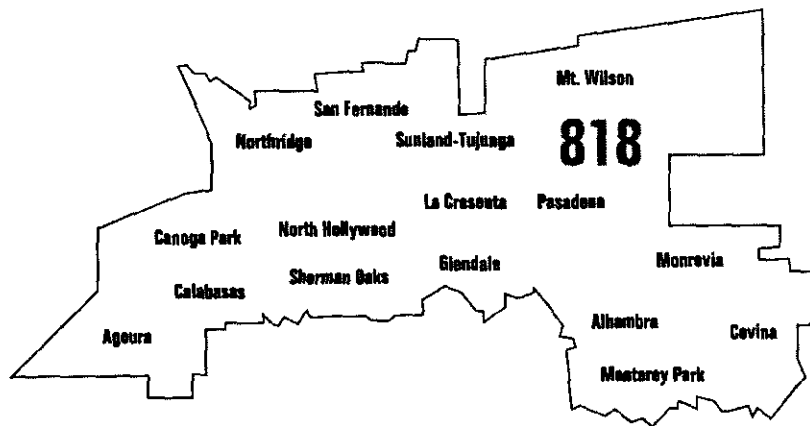 Mt. Wilson
San Fernando
818
Northridge
Sunland-Tujunga
La Cresenta
Pasadena
Canoga Park
North Hollywood
Monrovia
Glendale
Sherman Oaks
Calabasas
Alhambra
Covina
Agoura
Monterey Park